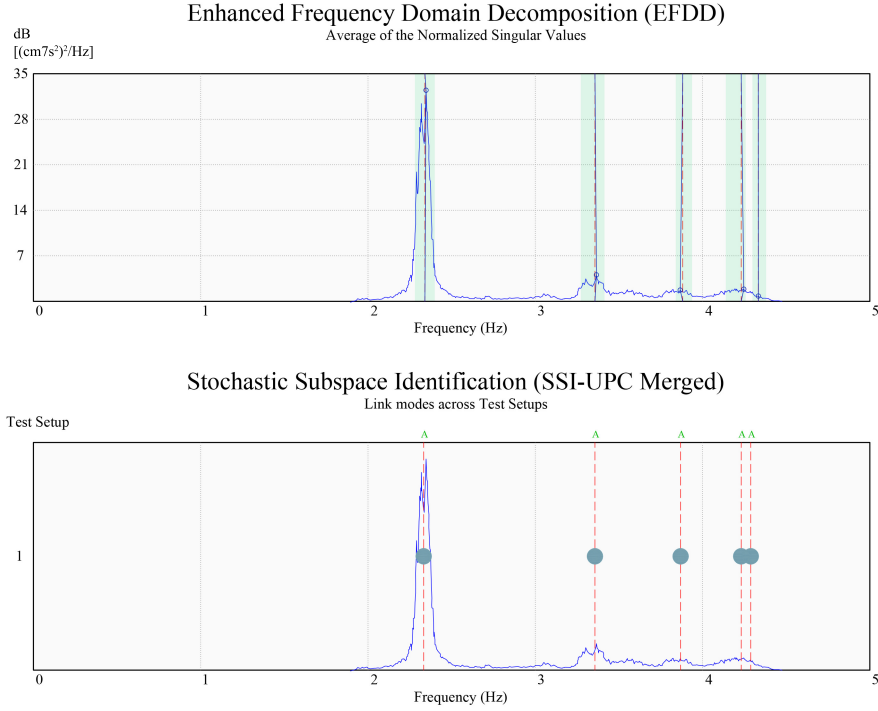 Enhanced Frequency Domain Decomposition (EFDD)
Average of the Normalized Singular Values
dB
[(cm7s²)²/Hz]
35
28
21
14
7
0 1 2 3 4 5
Frequency (Hz)
Stochastic Subspace Identification (SSI-UPC Merged)
Link modes across Test Setups
Test Setup
A A A A A
1
0 1 2 3 4 5
Frequency (Hz)